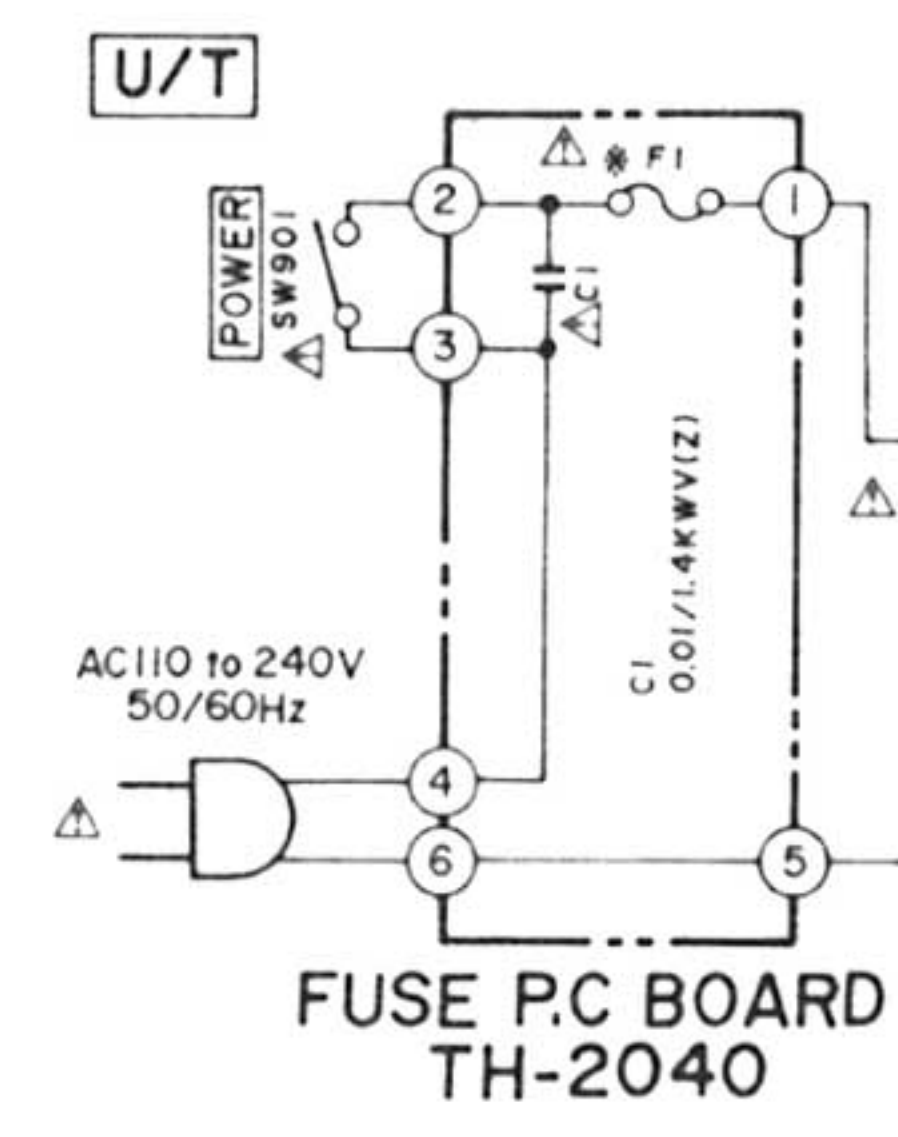 U/T
※ F1
2
1
POWER
SW901
C1
3
C1
0.01/1.4KWV(Z)
AC110 to 240V
50/60Hz
4
6
5
FUSE P.C BOARD
TH-2040